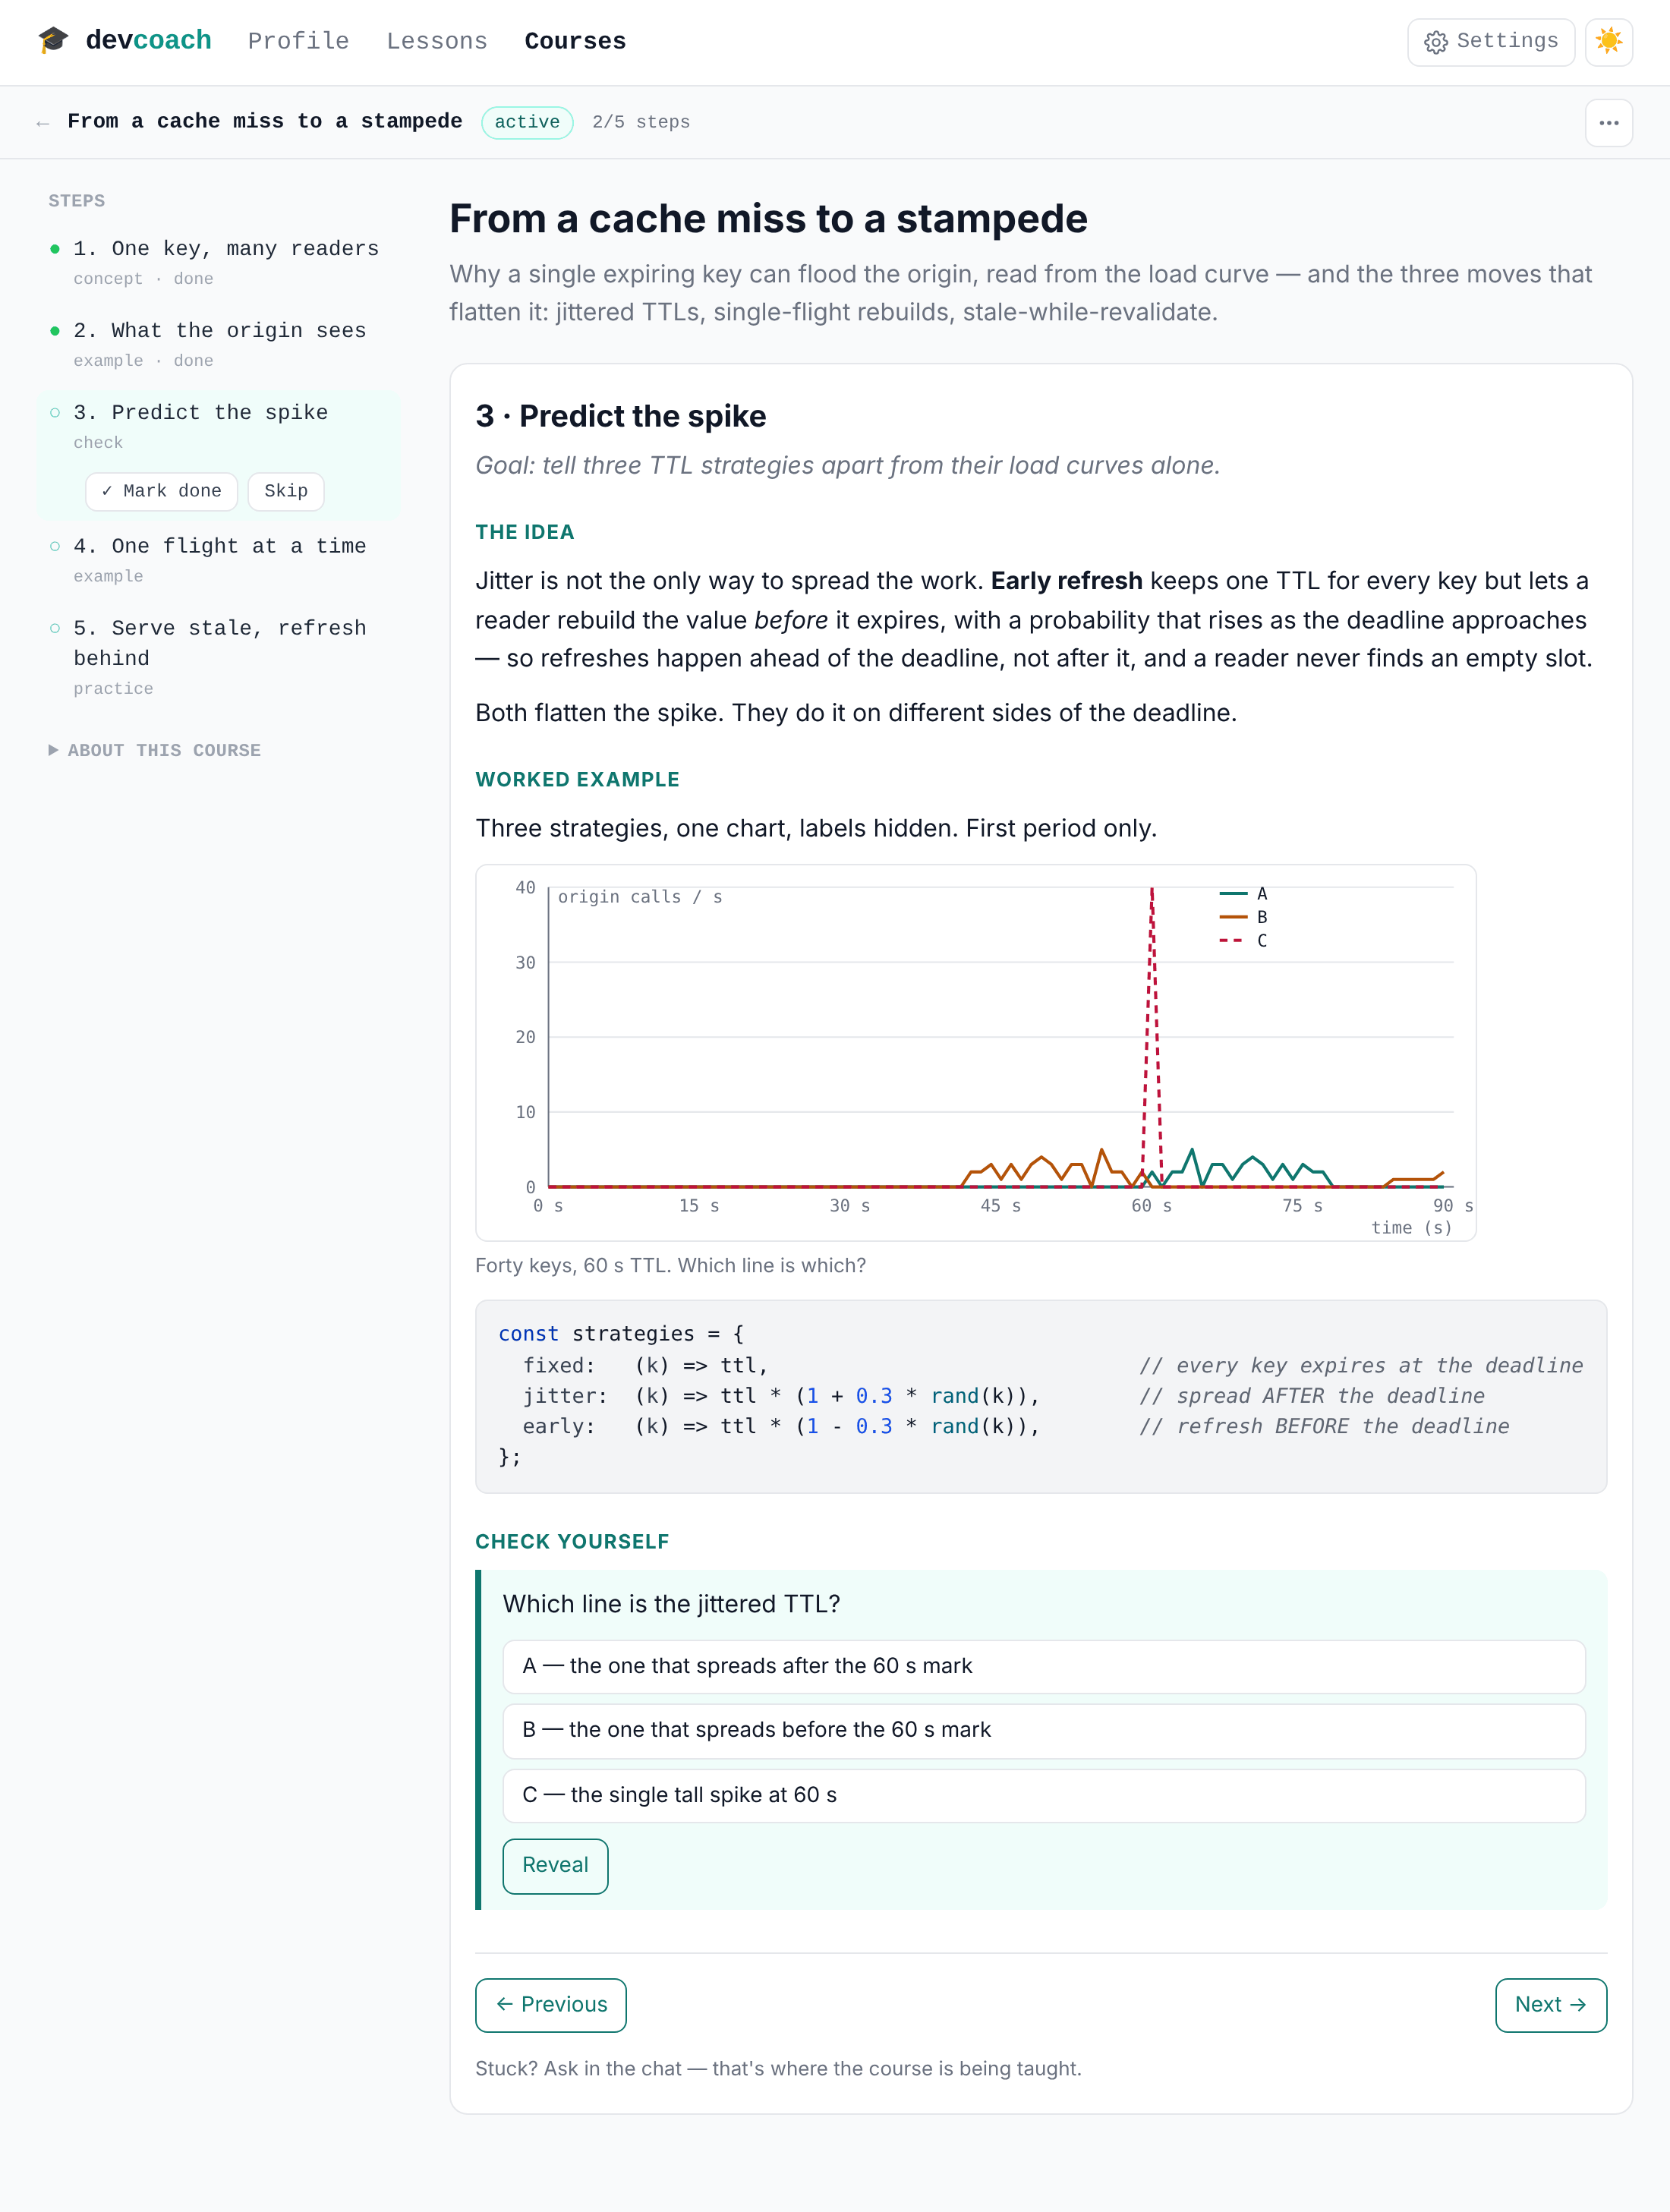 🎓 devcoach Profile Lessons Courses Settings ☀️
← From a cache miss to a stampede active 2/5 steps ···
STEPS
1. One key, many readers
concept · done
2. What the origin sees
example · done
3. Predict the spike
check
✓ Mark done Skip
4. One flight at a time
example
5. Serve stale, refresh
behind
practice
▶ ABOUT THIS COURSE
From a cache miss to a stampede
Why a single expiring key can flood the origin, read from the load curve — and the three moves that
flatten it: jittered TTLs, single-flight rebuilds, stale-while-revalidate.
3 · Predict the spike
Goal: tell three TTL strategies apart from their load curves alone.
THE IDEA
Jitter is not the only way to spread the work. Early refresh keeps one TTL for every key but lets a
reader rebuild the value before it expires, with a probability that rises as the deadline approaches
— so refreshes happen ahead of the deadline, not after it, and a reader never finds an empty slot.
Both flatten the spike. They do it on different sides of the deadline.
WORKED EXAMPLE
Three strategies, one chart, labels hidden. First period only.
40
origin calls / s
A
B
C
30
20
10
0
0 s 15 s 30 s 45 s 60 s 75 s 90 s
time (s)
Forty keys, 60 s TTL. Which line is which?
const strategies = {
  fixed:   (k) => ttl,                              // every key expires at the deadline
  jitter:  (k) => ttl * (1 + 0.3 * rand(k)),        // spread AFTER the deadline
  early:   (k) => ttl * (1 - 0.3 * rand(k)),        // refresh BEFORE the deadline
};
CHECK YOURSELF
Which line is the jittered TTL?
A — the one that spreads after the 60 s mark
B — the one that spreads before the 60 s mark
C — the single tall spike at 60 s
Reveal
← Previous Next →
Stuck? Ask in the chat — that's where the course is being taught.